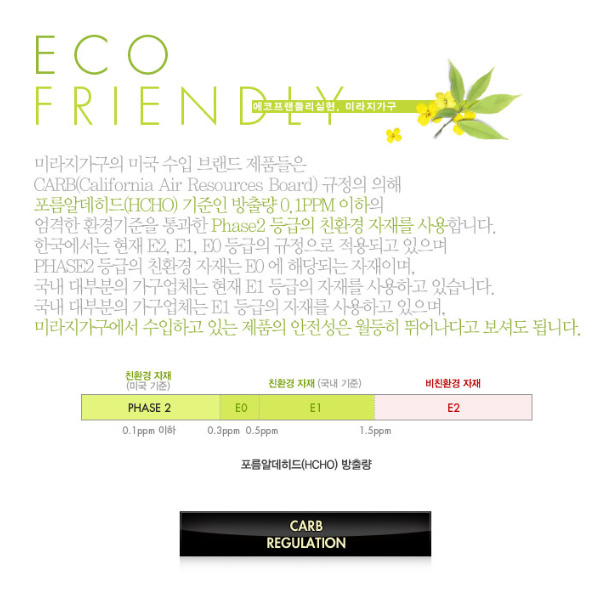 ECO
FRIENDLY
에코프랜들리실현, 미라지가구
미라지가구의 미국 수입 브랜드 제품들은
CARB(California Air Resources Board) 규정의 의해
포름알데히드(HCHO) 기준인 방출량 0.1PPM 이하의
엄격한 환경기준을 통과한 Phase2 등급의 친환경 자재를 사용합니다.
한국에서는 현재 E2, E1, E0 등급의 규정으로 적용되고 있으며
PHASE2 등급의 친환경 자재는 E0 에 해당되는 자재이며,
국내 대부분의 가구업체는 현재 E1 등급의 자재를 사용하고 있습니다.
국내 대부분의 가구업체는 E1 등급의 자재를 사용하고 있으며,
미라지가구에서 수입하고 있는 제품의 안전성은 월등히 뛰어나다고 보셔도 됩니다.
친환경 자재 친환경 자재 (국내 기준) 비친환경 자재
(미국 기준)
PHASE 2 E0 E1 E2
0.1ppm 이하 0.3ppm 0.5ppm 1.5ppm
포름알데히드(HCHO) 방출량
CARB
REGULATION